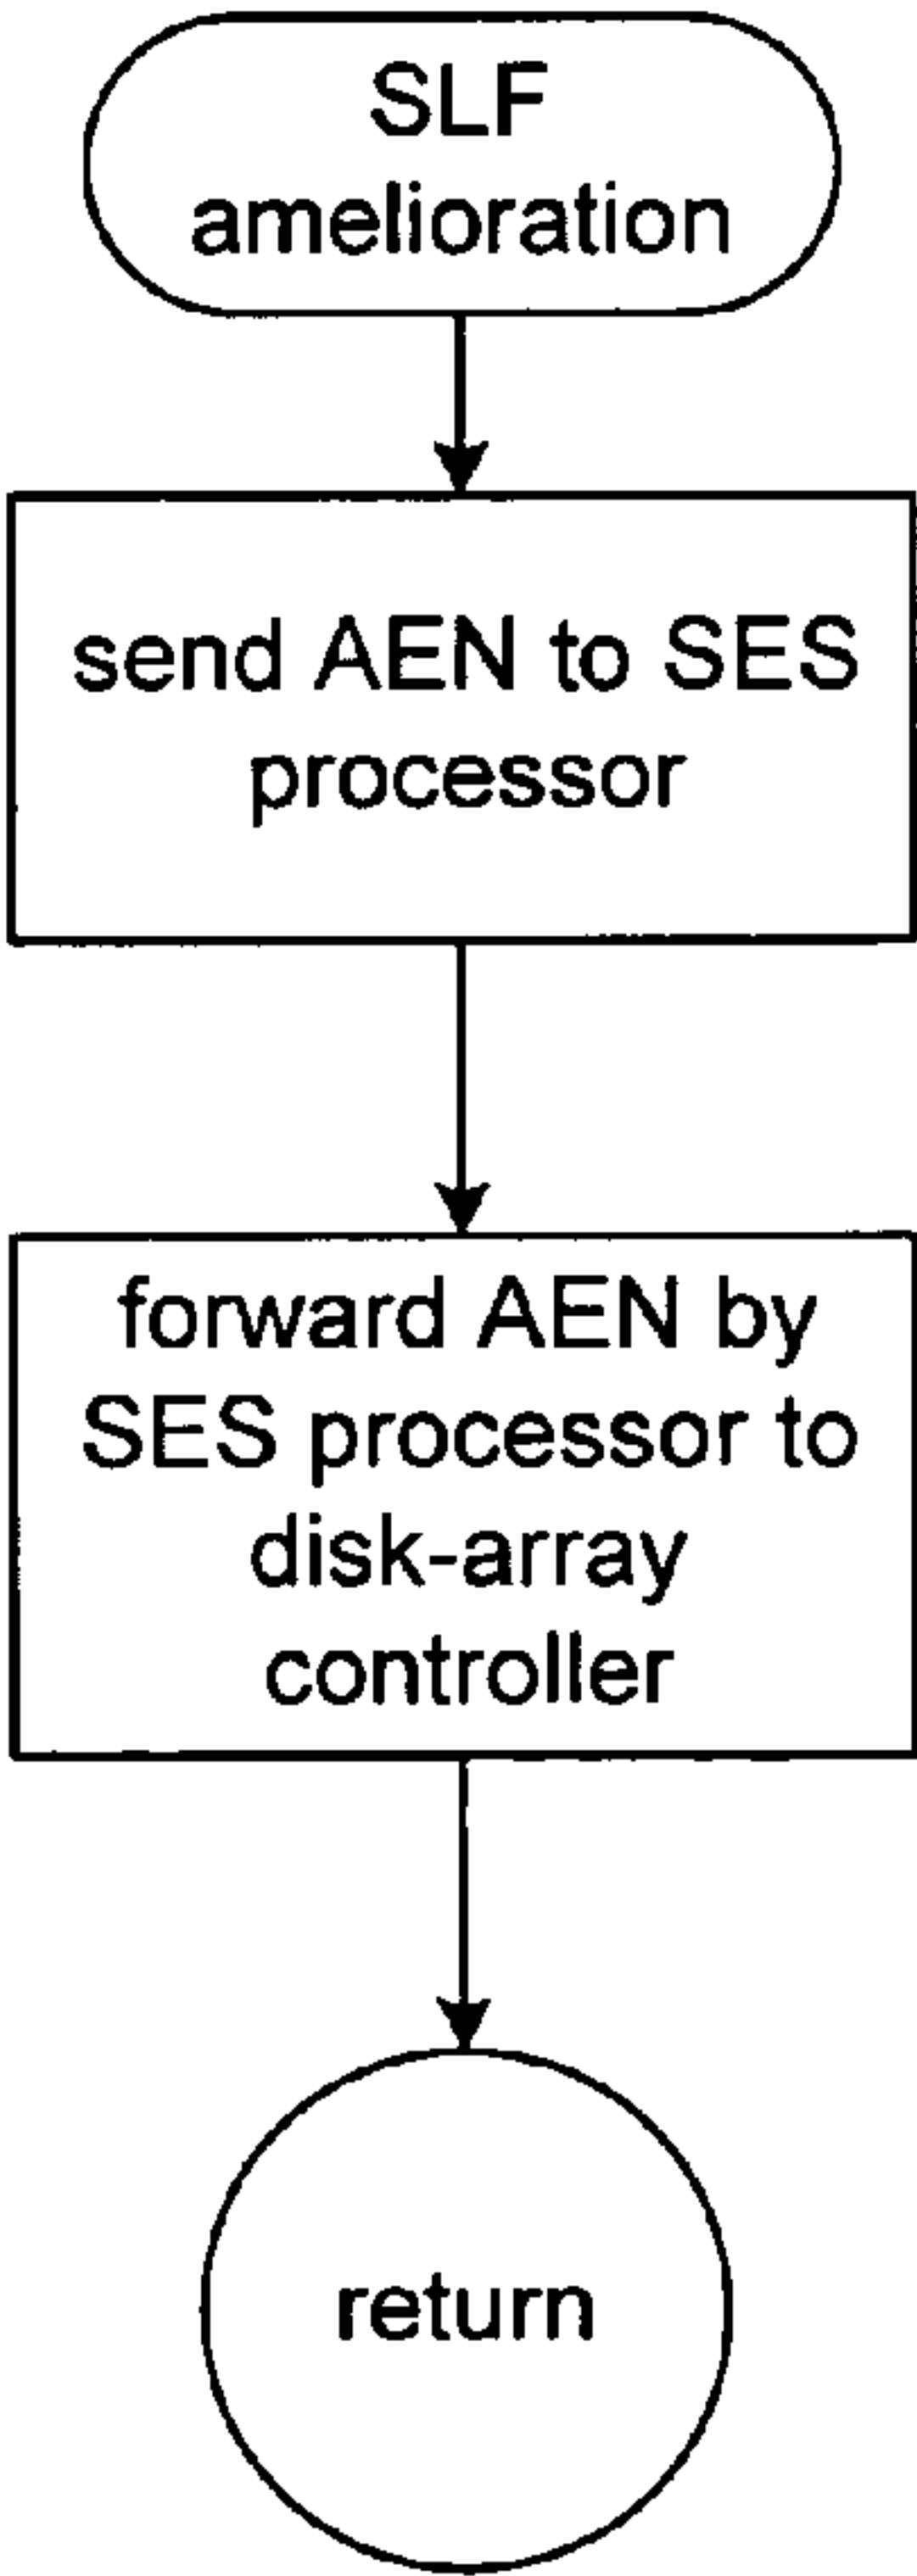 SLF
amelioration
send AEN to SES
processor
forward AEN by
SES processor to
disk-array
controller
return